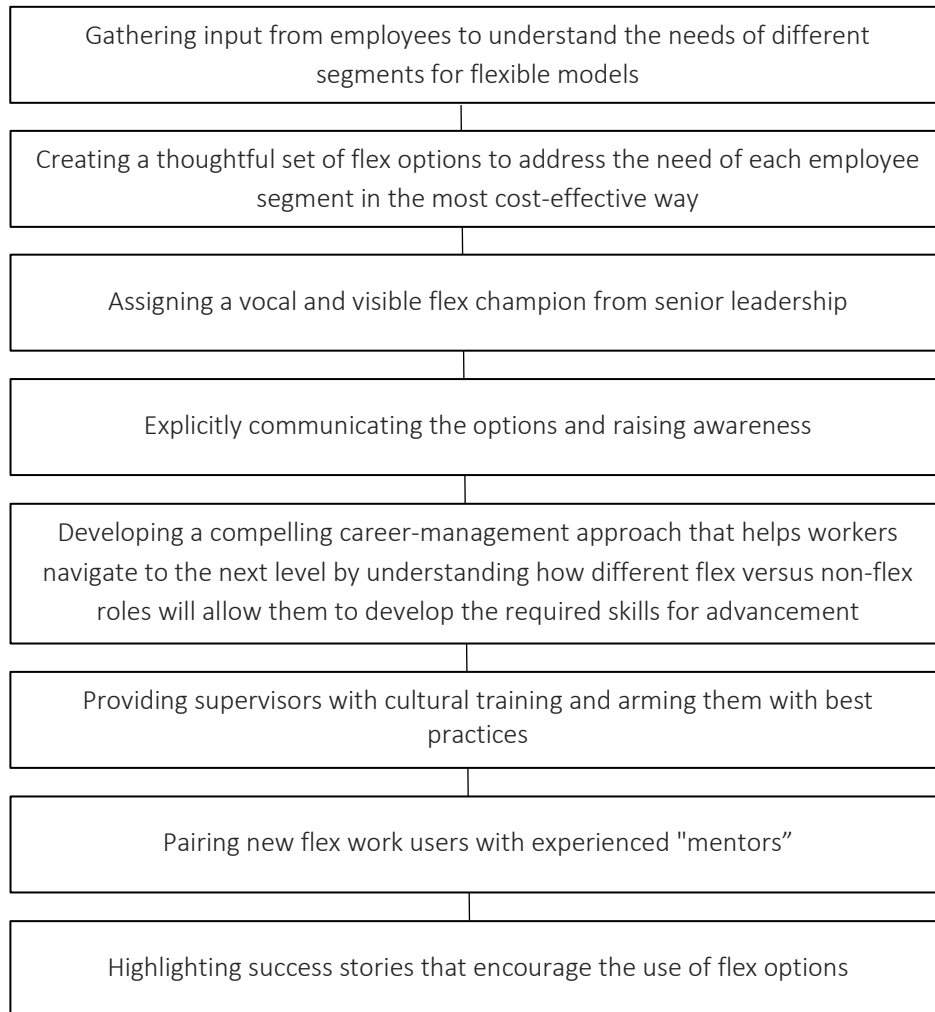 Gathering input from employees to understand the needs of different
segments for flexible models
Creating a thoughtful set of flex options to address the need of each employee
segment in the most cost-effective way
Assigning a vocal and visible flex champion from senior leadership
Explicitly communicating the options and raising awareness
Developing a compelling career-management approach that helps workers
navigate to the next level by understanding how different flex versus non-flex
roles will allow them to develop the required skills for advancement
Providing supervisors with cultural training and arming them with best
practices
Pairing new flex work users with experienced "mentors”
Highlighting success stories that encourage the use of flex options